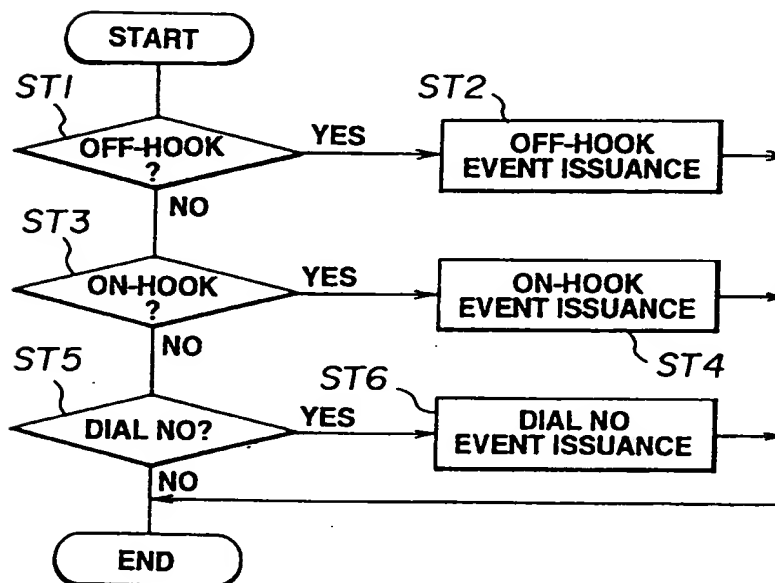 START
ST1
OFF-HOOK
?
YES
ST2
OFF-HOOK
EVENT ISSUANCE
NO
ST3
ON-HOOK
?
YES
ON-HOOK
EVENT ISSUANCE
ST4
NO
ST5
DIAL NO?
YES
ST6
DIAL NO
EVENT ISSUANCE
NO
END